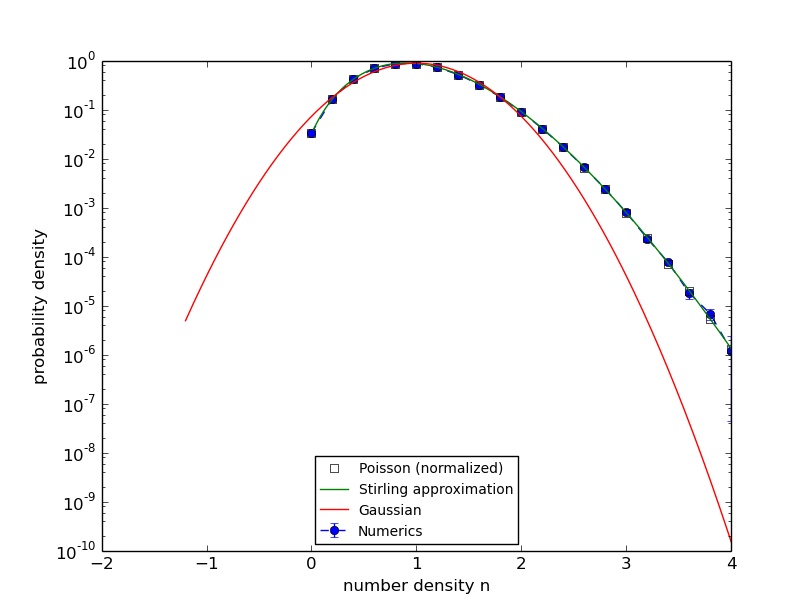 10^0
10^-1
10^-2
10^-3
10^-4
10^-5
10^-6
10^-7
10^-8
10^-9
10^-10
probability density
Poisson (normalized)
Stirling approximation
Gaussian
Numerics
−2 −1 0 1 2 3 4
number density n